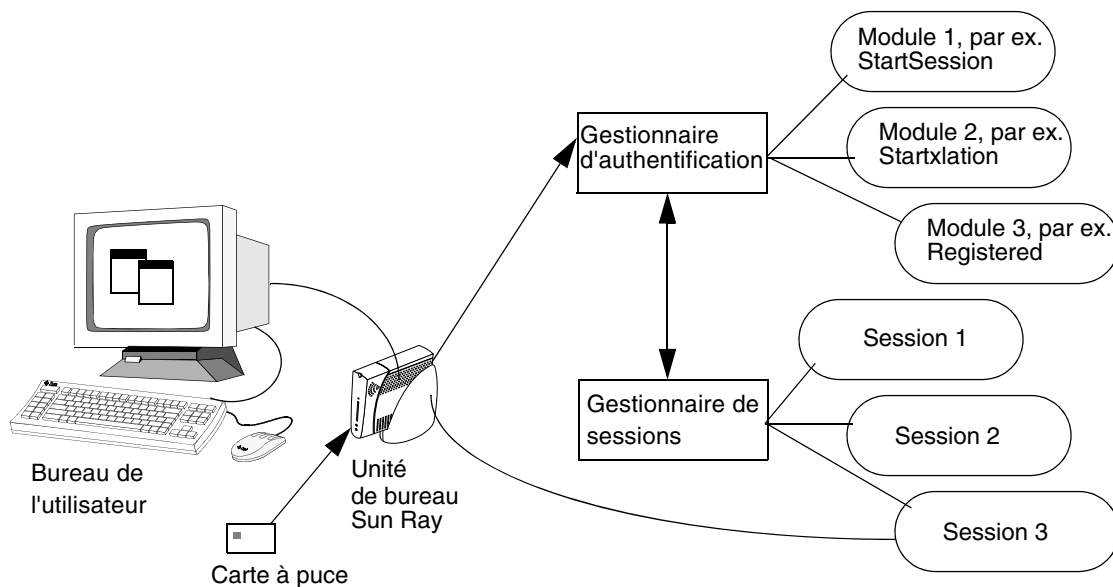 Module 1, par ex.
StartSession
Gestionnaire
d'authentification
Module 2, par ex.
Startxlation
Module 3, par ex.
Registered
Session 1
Gestionnaire de
sessions
Session 2
Session 3
Bureau de
l'utilisateur
Unité
de bureau
Sun Ray
Carte à puce